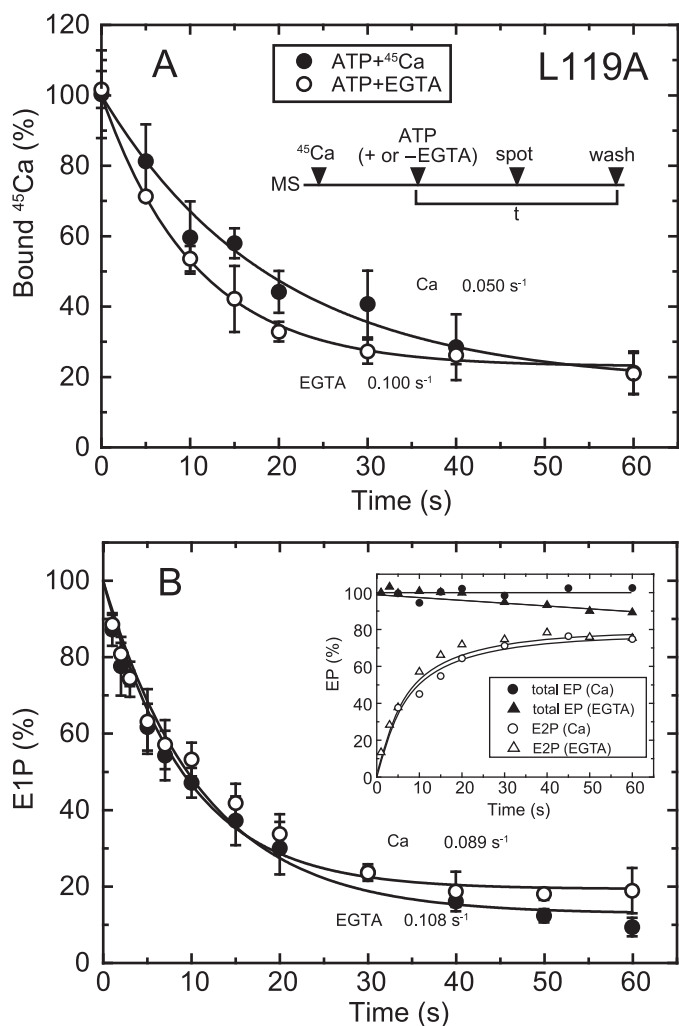 A
L119A
ATP+⁴⁵Ca
ATP+EGTA
⁴⁵Ca
ATP
(+ or –EGTA)
spot
wash
MS
t
Ca 0.050 s⁻¹
EGTA 0.100 s⁻¹
Bound ⁴⁵Ca (%)
120
100
80
60
40
20
0
0 10 20 30 40 50 60
Time (s)
B
E1P (%)
100
80
60
40
20
0
EP (%)
100
80
60
40
20
0
total EP (Ca)
total EP (EGTA)
E2P (Ca)
E2P (EGTA)
0 10 20 30 40 50 60
Time (s)
Ca 0.089 s⁻¹
EGTA 0.108 s⁻¹
0 10 20 30 40 50 60
Time (s)